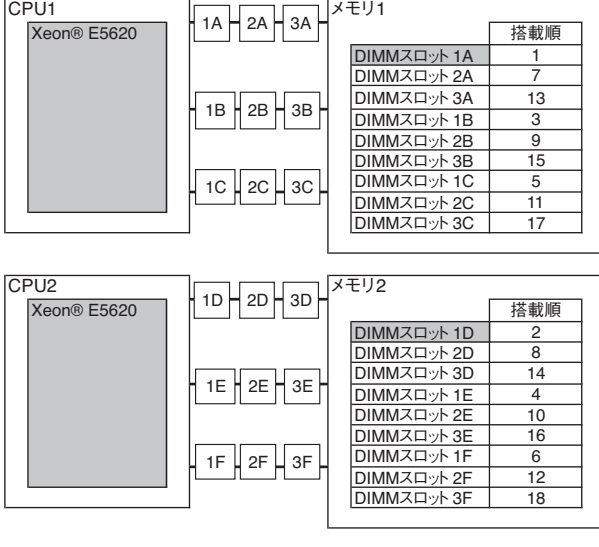 CPU1
Xeon® E5620
1A 2A 3A
1B 2B 3B
1C 2C 3C
メモリ1
搭載順
DIMMスロット 1A 1
DIMMスロット 2A 7
DIMMスロット 3A 13
DIMMスロット 1B 3
DIMMスロット 2B 9
DIMMスロット 3B 15
DIMMスロット 1C 5
DIMMスロット 2C 11
DIMMスロット 3C 17
CPU2
Xeon® E5620
1D 2D 3D
1E 2E 3E
1F 2F 3F
メモリ2
搭載順
DIMMスロット 1D 2
DIMMスロット 2D 8
DIMMスロット 3D 14
DIMMスロット 1E 4
DIMMスロット 2E 10
DIMMスロット 3E 16
DIMMスロット 1F 6
DIMMスロット 2F 12
DIMMスロット 3F 18